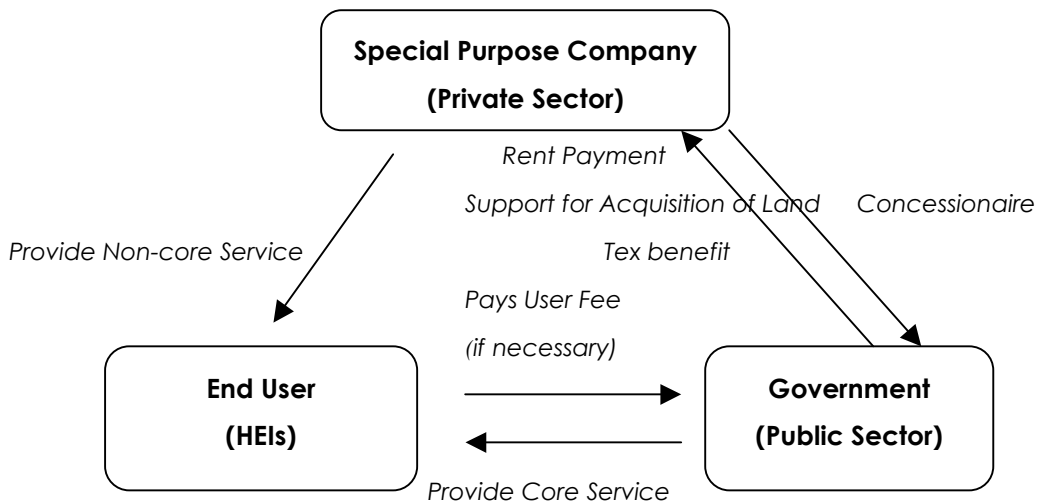 Special Purpose Company
(Private Sector)
Rent Payment
Support for Acquisition of Land
Concessionaire
Provide Non-core Service
Tex benefit
Pays User Fee
(if necessary)
End User
(HEIs)
Government
(Public Sector)
Provide Core Service